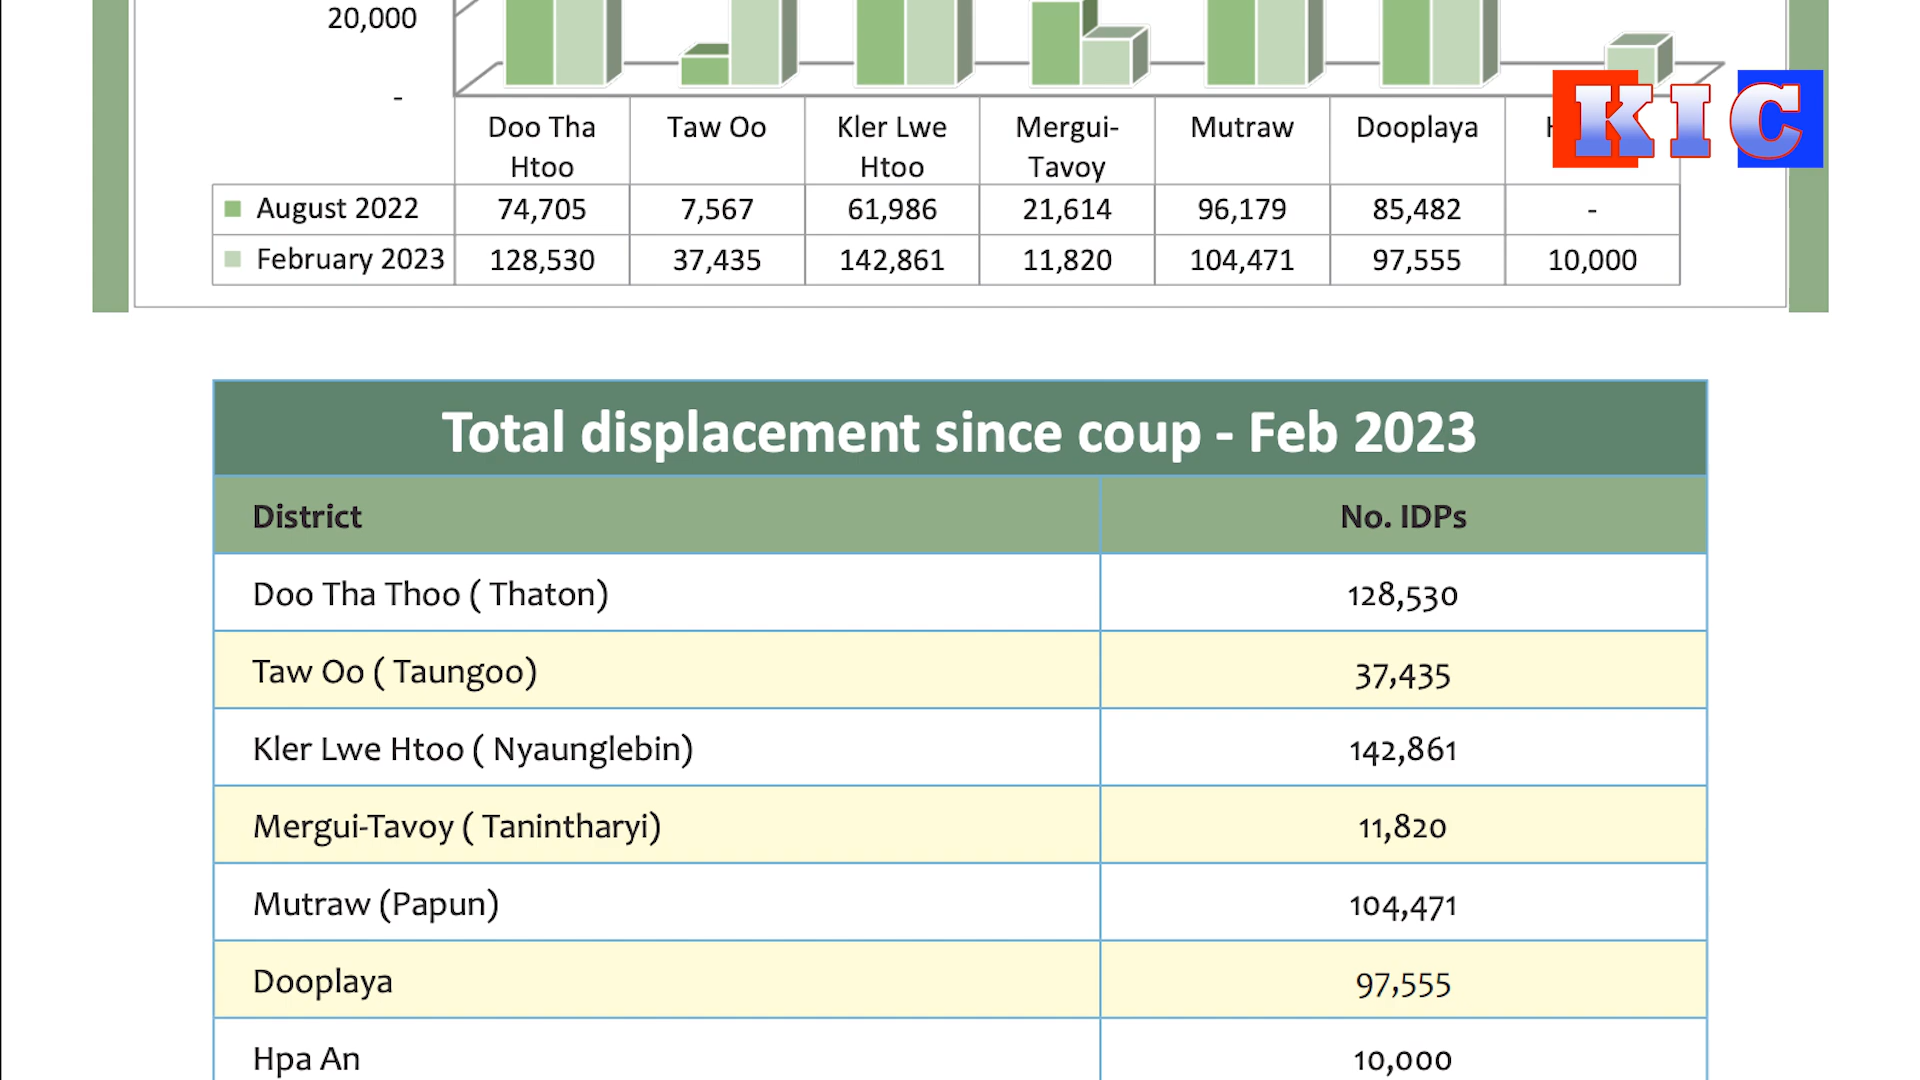 20,000
-
Doo Tha Htoo Taw Oo Kler Lwe Htoo Mergui-Tavoy Mutraw Dooplaya
KIC
August 2022 74,705 7,567 61,986 21,614 96,179 85,482 -
February 2023 128,530 37,435 142,861 11,820 104,471 97,555 10,000
Total displacement since coup - Feb 2023
District No. IDPs
Doo Tha Thoo ( Thaton) 128,530
Taw Oo ( Taungoo) 37,435
Kler Lwe Htoo ( Nyaunglebin) 142,861
Mergui-Tavoy ( Tanintharyi) 11,820
Mutraw (Papun) 104,471
Dooplaya 97,555
Hpa An 10,000